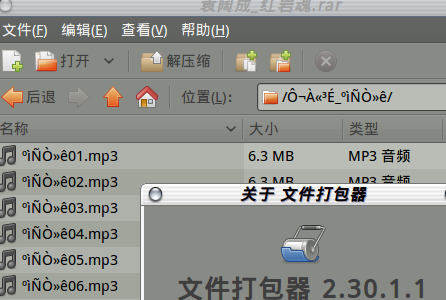 袁阔成_红岩魂.rar
文件(F) 编辑(E) 查看(V) 帮助(H)
打开 解压缩
后退 位置(L): /Ô¬À«³É_ºìÑÒ»ê/
名称 大小 类型
ºìÑÒ»ê01.mp3 6.3 MB MP3 音频
ºìÑÒ»ê02.mp3 6.3 MB MP3 音频
ºìÑÒ»ê03.mp3
ºìÑÒ»ê04.mp3
ºìÑÒ»ê05.mp3
ºìÑÒ»ê06.mp3
关于 文件打包器
文件打包器 2.30.1.1